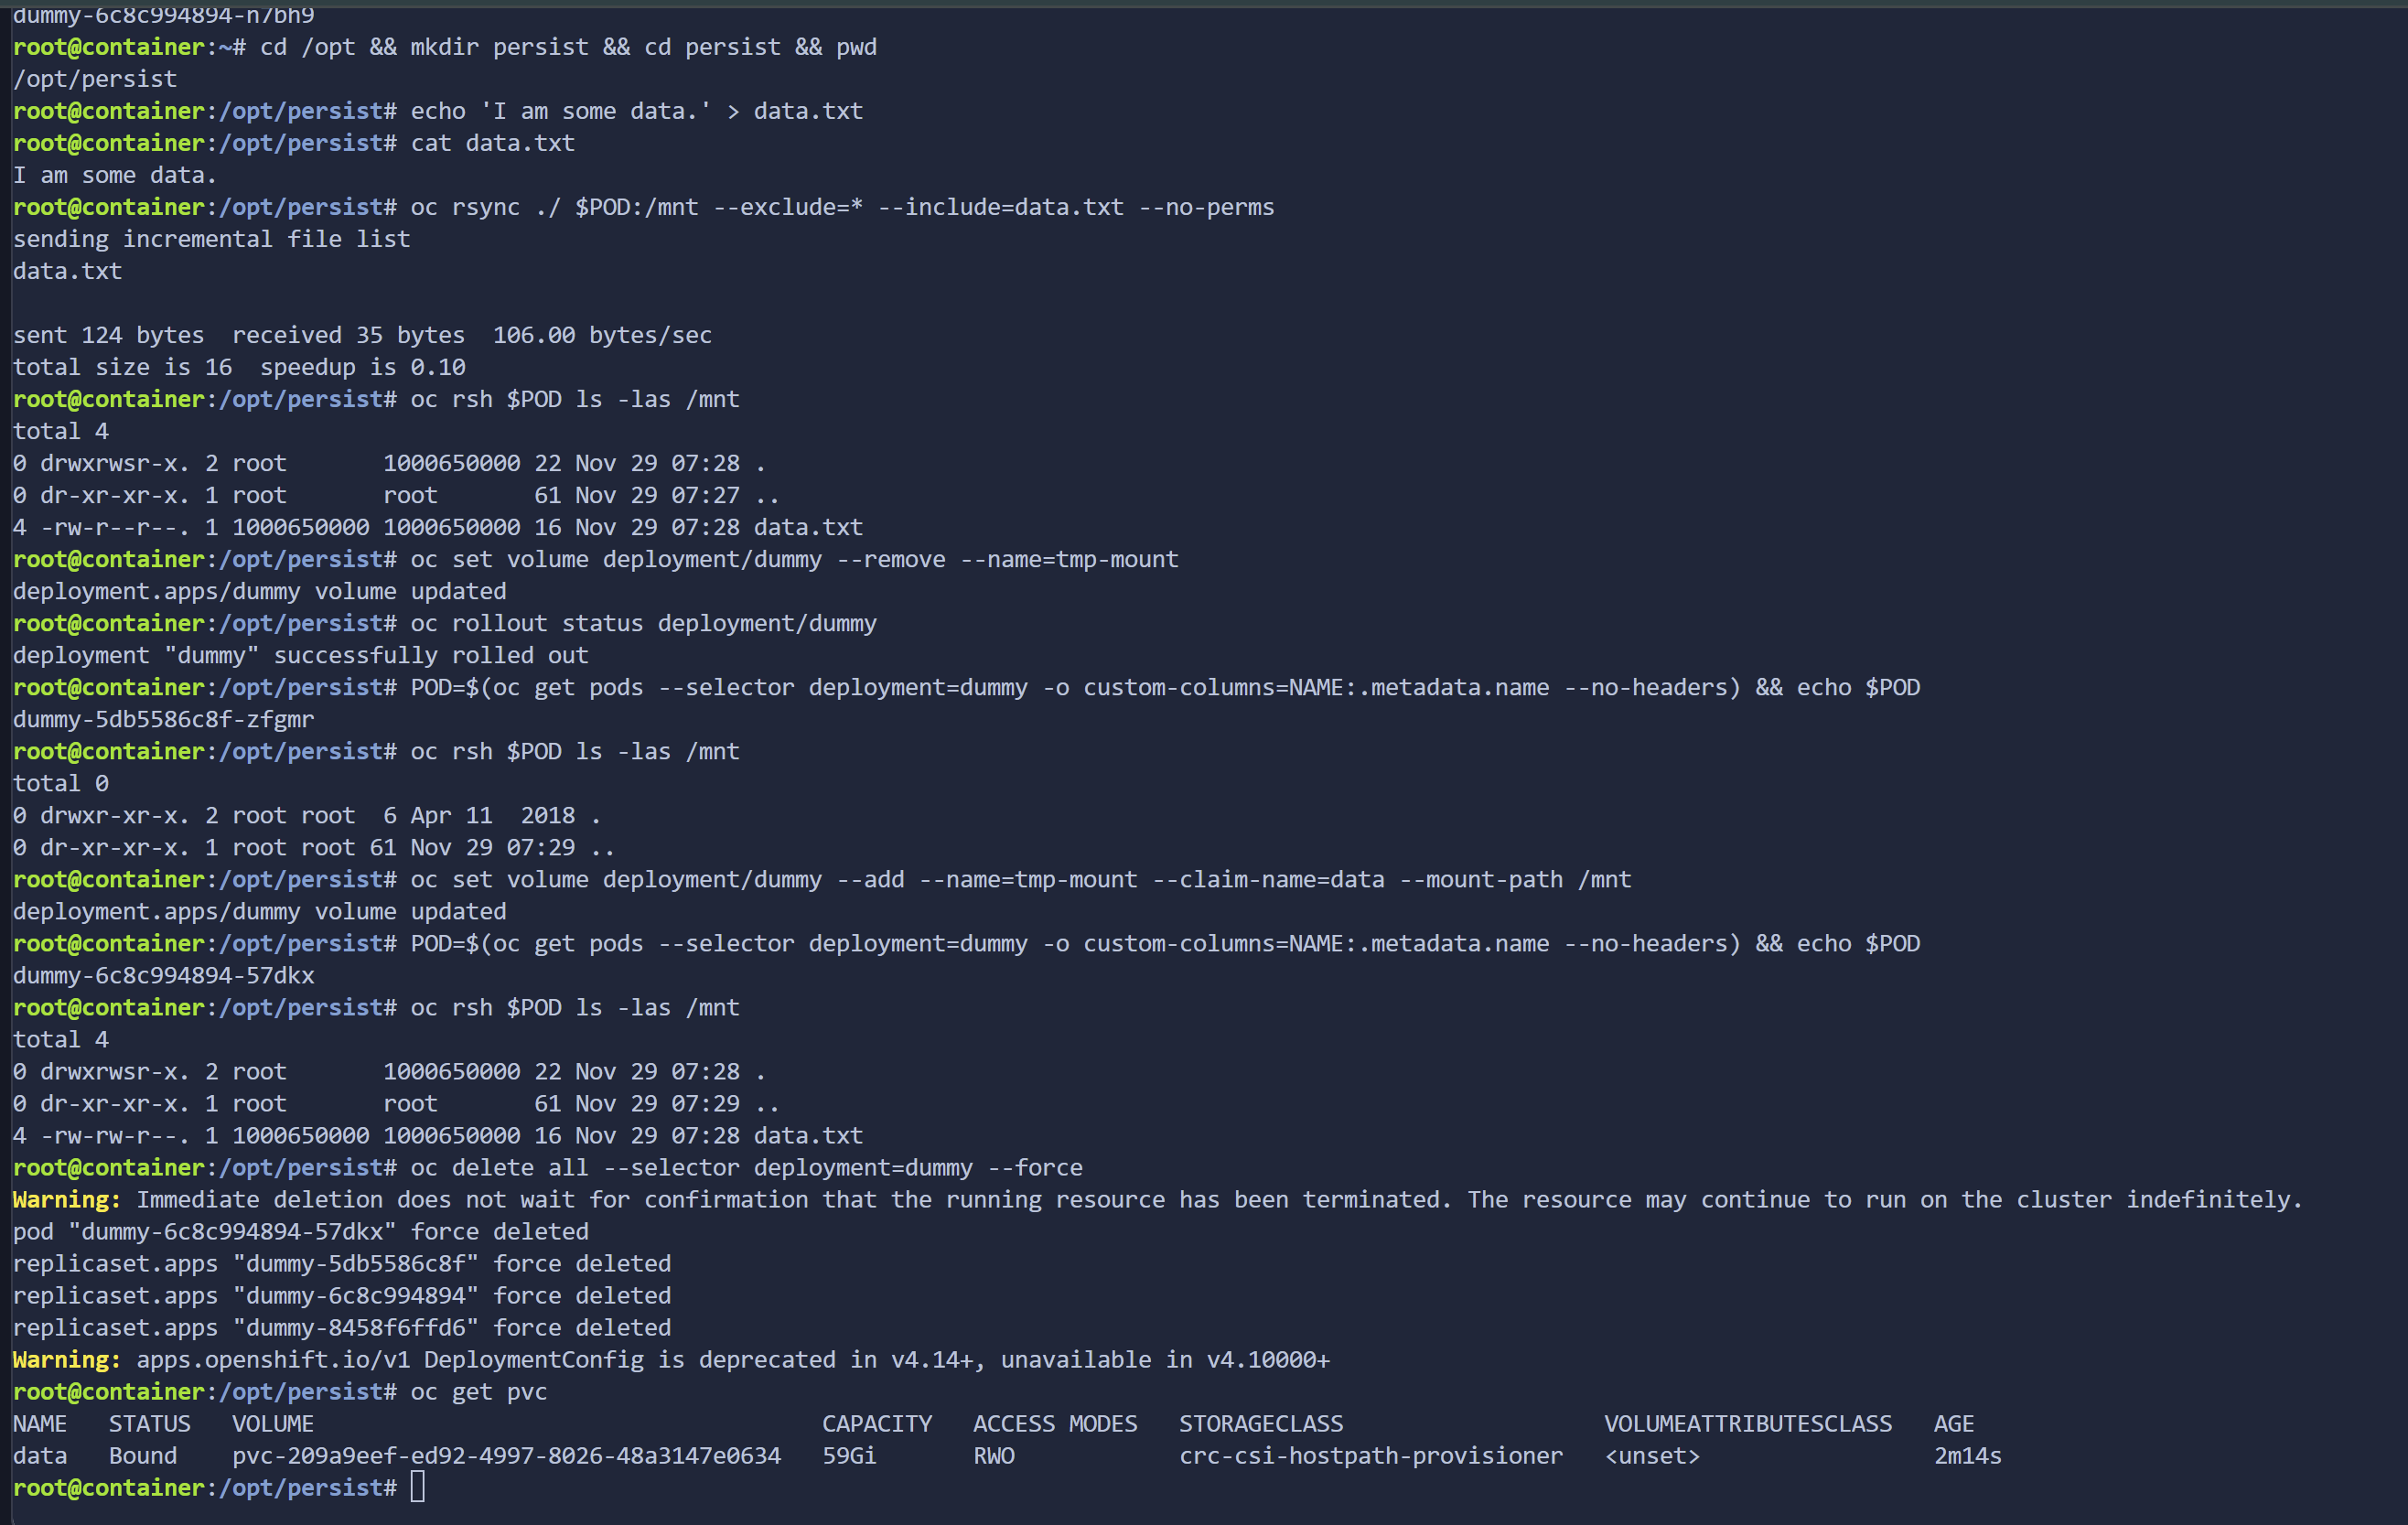 dummy-6c8c994894-n7bh9
root@container:~# cd /opt && mkdir persist && cd persist && pwd
/opt/persist
root@container:/opt/persist# echo 'I am some data.' > data.txt
root@container:/opt/persist# cat data.txt
I am some data.
root@container:/opt/persist# oc rsync ./ $POD:/mnt --exclude=* --include=data.txt --no-perms
sending incremental file list
data.txt

sent 124 bytes  received 35 bytes  106.00 bytes/sec
total size is 16  speedup is 0.10
root@container:/opt/persist# oc rsh $POD ls -las /mnt
total 4
0 drwxrwsr-x. 2 root       1000650000 22 Nov 29 07:28 .
0 dr-xr-xr-x. 1 root       root       61 Nov 29 07:27 ..
4 -rw-r--r--. 1 1000650000 1000650000 16 Nov 29 07:28 data.txt
root@container:/opt/persist# oc set volume deployment/dummy --remove --name=tmp-mount
deployment.apps/dummy volume updated
root@container:/opt/persist# oc rollout status deployment/dummy
deployment "dummy" successfully rolled out
root@container:/opt/persist# POD=$(oc get pods --selector deployment=dummy -o custom-columns=NAME:.metadata.name --no-headers) && echo $POD
dummy-5db5586c8f-zfgmr
root@container:/opt/persist# oc rsh $POD ls -las /mnt
total 0
0 drwxr-xr-x. 2 root root  6 Apr 11  2018 .
0 dr-xr-xr-x. 1 root root 61 Nov 29 07:29 ..
root@container:/opt/persist# oc set volume deployment/dummy --add --name=tmp-mount --claim-name=data --mount-path /mnt
deployment.apps/dummy volume updated
root@container:/opt/persist# POD=$(oc get pods --selector deployment=dummy -o custom-columns=NAME:.metadata.name --no-headers) && echo $POD
dummy-6c8c994894-57dkx
root@container:/opt/persist# oc rsh $POD ls -las /mnt
total 4
0 drwxrwsr-x. 2 root       1000650000 22 Nov 29 07:28 .
0 dr-xr-xr-x. 1 root       root       61 Nov 29 07:29 ..
4 -rw-rw-r--. 1 1000650000 1000650000 16 Nov 29 07:28 data.txt
root@container:/opt/persist# oc delete all --selector deployment=dummy --force
Warning: Immediate deletion does not wait for confirmation that the running resource has been terminated. The resource may continue to run on the cluster indefinitely.
pod "dummy-6c8c994894-57dkx" force deleted
replicaset.apps "dummy-5db5586c8f" force deleted
replicaset.apps "dummy-6c8c994894" force deleted
replicaset.apps "dummy-8458f6ffd6" force deleted
Warning: apps.openshift.io/v1 DeploymentConfig is deprecated in v4.14+, unavailable in v4.10000+
root@container:/opt/persist# oc get pvc
NAME   STATUS   VOLUME                                     CAPACITY   ACCESS MODES   STORAGECLASS                   VOLUMEATTRIBUTESCLASS   AGE
data   Bound    pvc-209a9eef-ed92-4997-8026-48a3147e0634   59Gi       RWO            crc-csi-hostpath-provisioner   <unset>                 2m14s
root@container:/opt/persist#